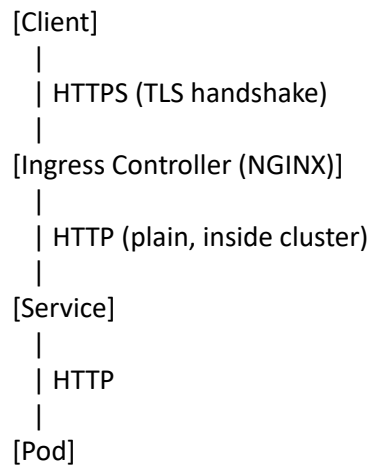 [Client]
|
| HTTPS (TLS handshake)
|
[Ingress Controller (NGINX)]
|
| HTTP (plain, inside cluster)
|
[Service]
|
| HTTP
|
[Pod]